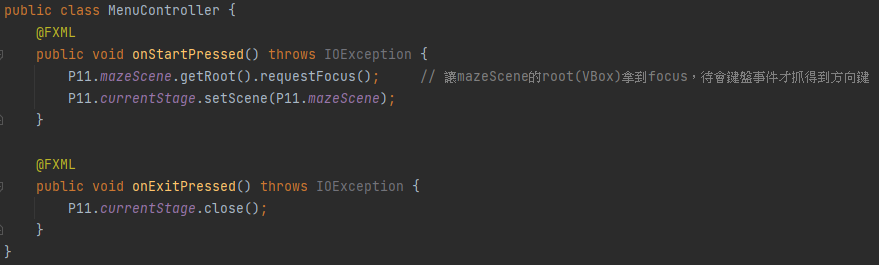 public class MenuController {
@FXML
public void onStartPressed() throws IOException {
P11.mazeScene.getRoot().requestFocus(); // 讓mazeScene的root(VBox)拿到focus，待會鍵盤事件才抓得到方向鍵
P11.currentStage.setScene(P11.mazeScene);
}
@FXML
public void onExitPressed() throws IOException {
P11.currentStage.close();
}
}